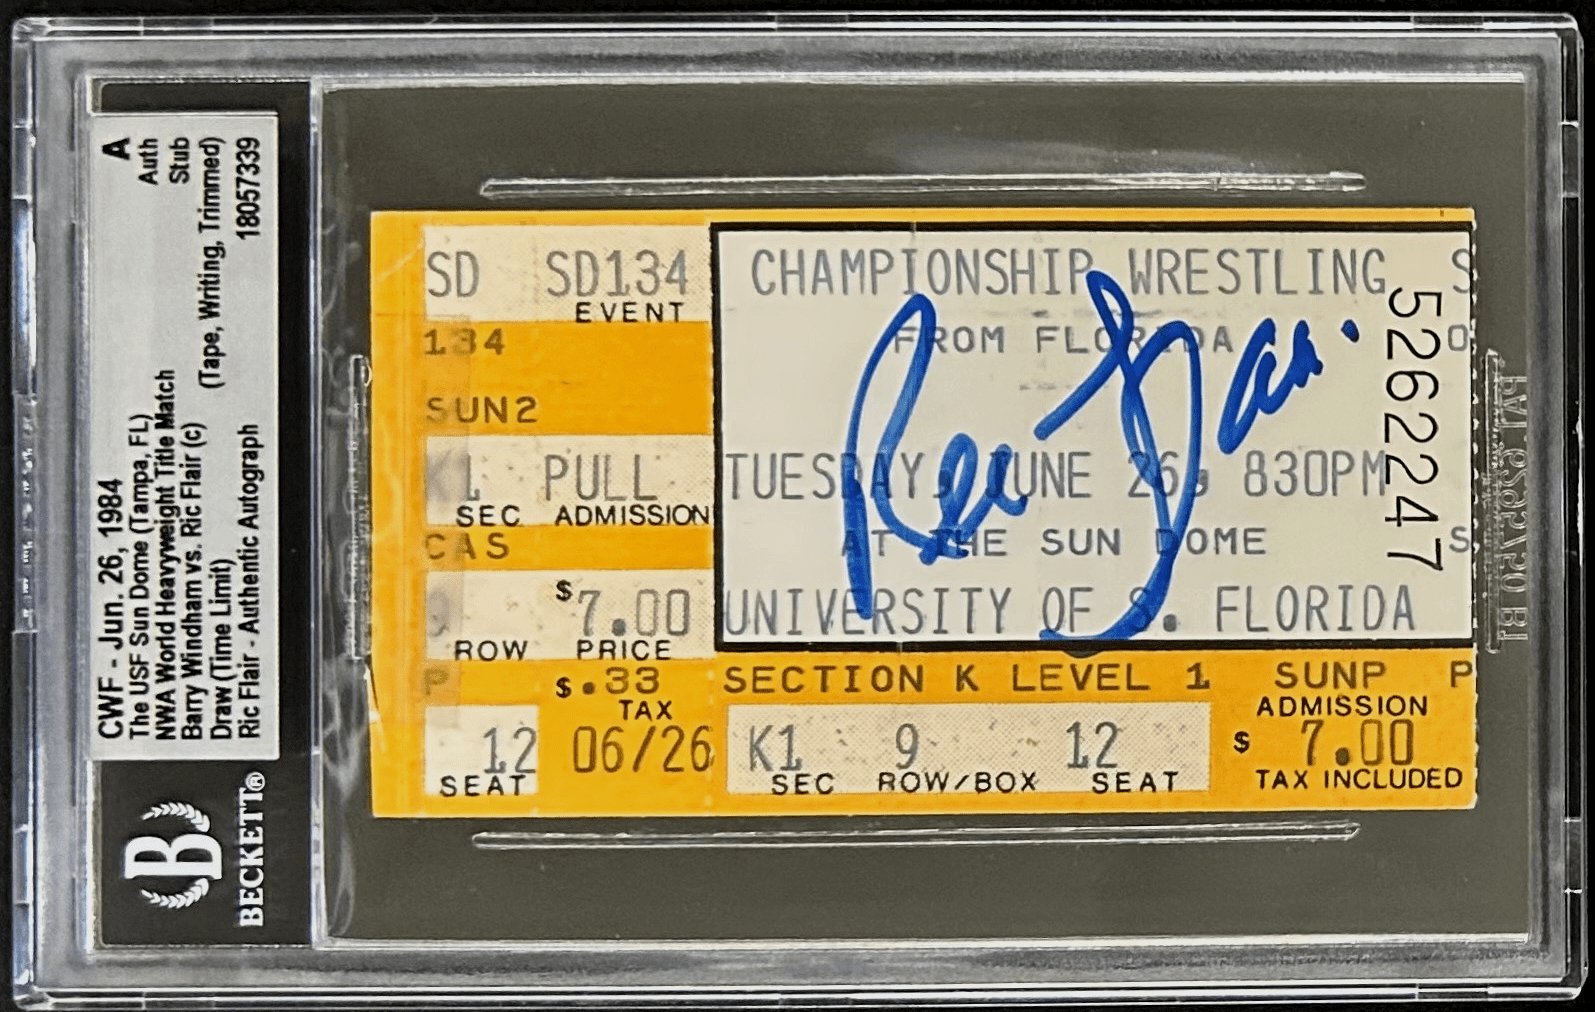 CWF - Jun. 26, 1984 A
The USF Sun Dome (Tampa, FL) Auth
NWA World Heavyweight Title Match Stub
Barry Windham vs. Ric Flair (c)
Draw (Time Limit) (Tape, Writing, Trimmed)
Ric Flair - Authentic Autograph 18057339
BECKETT®
B
SD SD134 CHAMPIONSHIP WRESTLING S
EVENT
134 FROM FLORIDA O
SUN2
K1 PULL TUESDAY, JUNE 26, 830PM
SEC ADMISSION
CAS AT THE SUN DOME S
9 $7.00 UNIVERSITY OF S. FLORIDA
ROW PRICE
P $.33 SECTION K LEVEL 1 SUNP P
TAX ADMISSION
12 06/26 K1 9 12 $ 7.00
SEAT SEC ROW/BOX SEAT TAX INCLUDED
5262247
Ric Flair